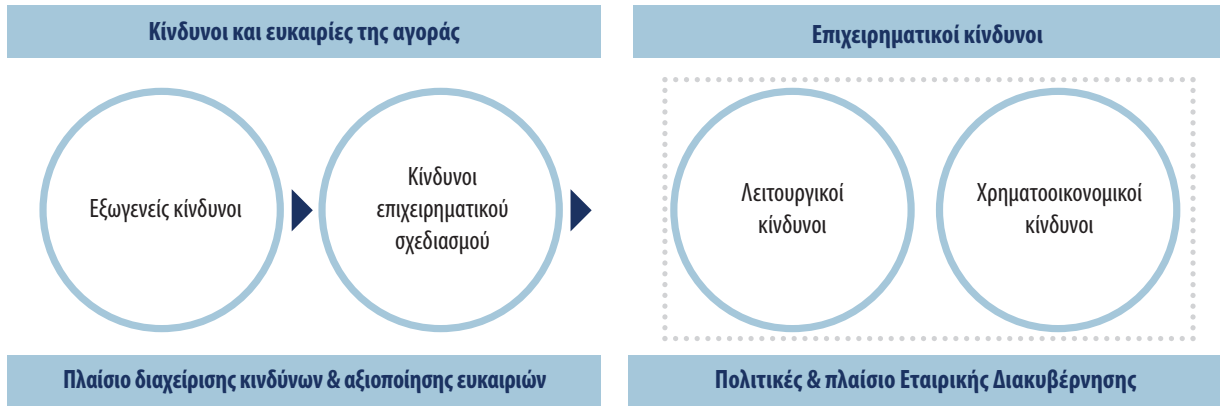 Κίνδυνοι και ευκαιρίες της αγοράς
Εξωγενείς κίνδυνοι
Κίνδυνοι
επιχειρηματικού
σχεδιασμού
Πλαίσιο διαχείρισης κινδύνων & αξιοποίησης ευκαιριών
Επιχειρηματικοί κίνδυνοι
Λειτουργικοί
κίνδυνοι
Χρηματοοικονομικοί
κίνδυνοι
Πολιτικές & πλαίσιο Εταιρικής Διακυβέρνησης